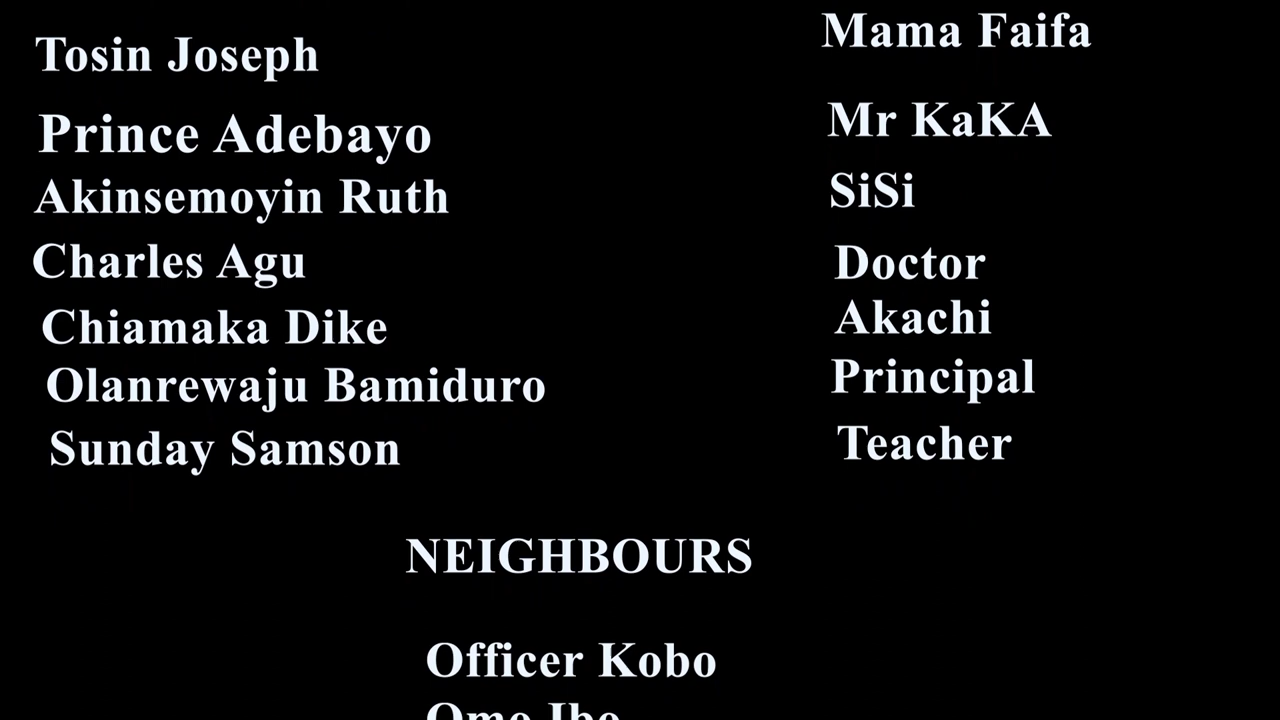 Tosin Joseph Mama Faifa
Prince Adebayo Mr KaKA
Akinsemoyin Ruth SiSi
Charles Agu Doctor
Chiamaka Dike Akachi
Olanrewaju Bamiduro Principal
Sunday Samson Teacher
NEIGHBOURS
Officer Kobo